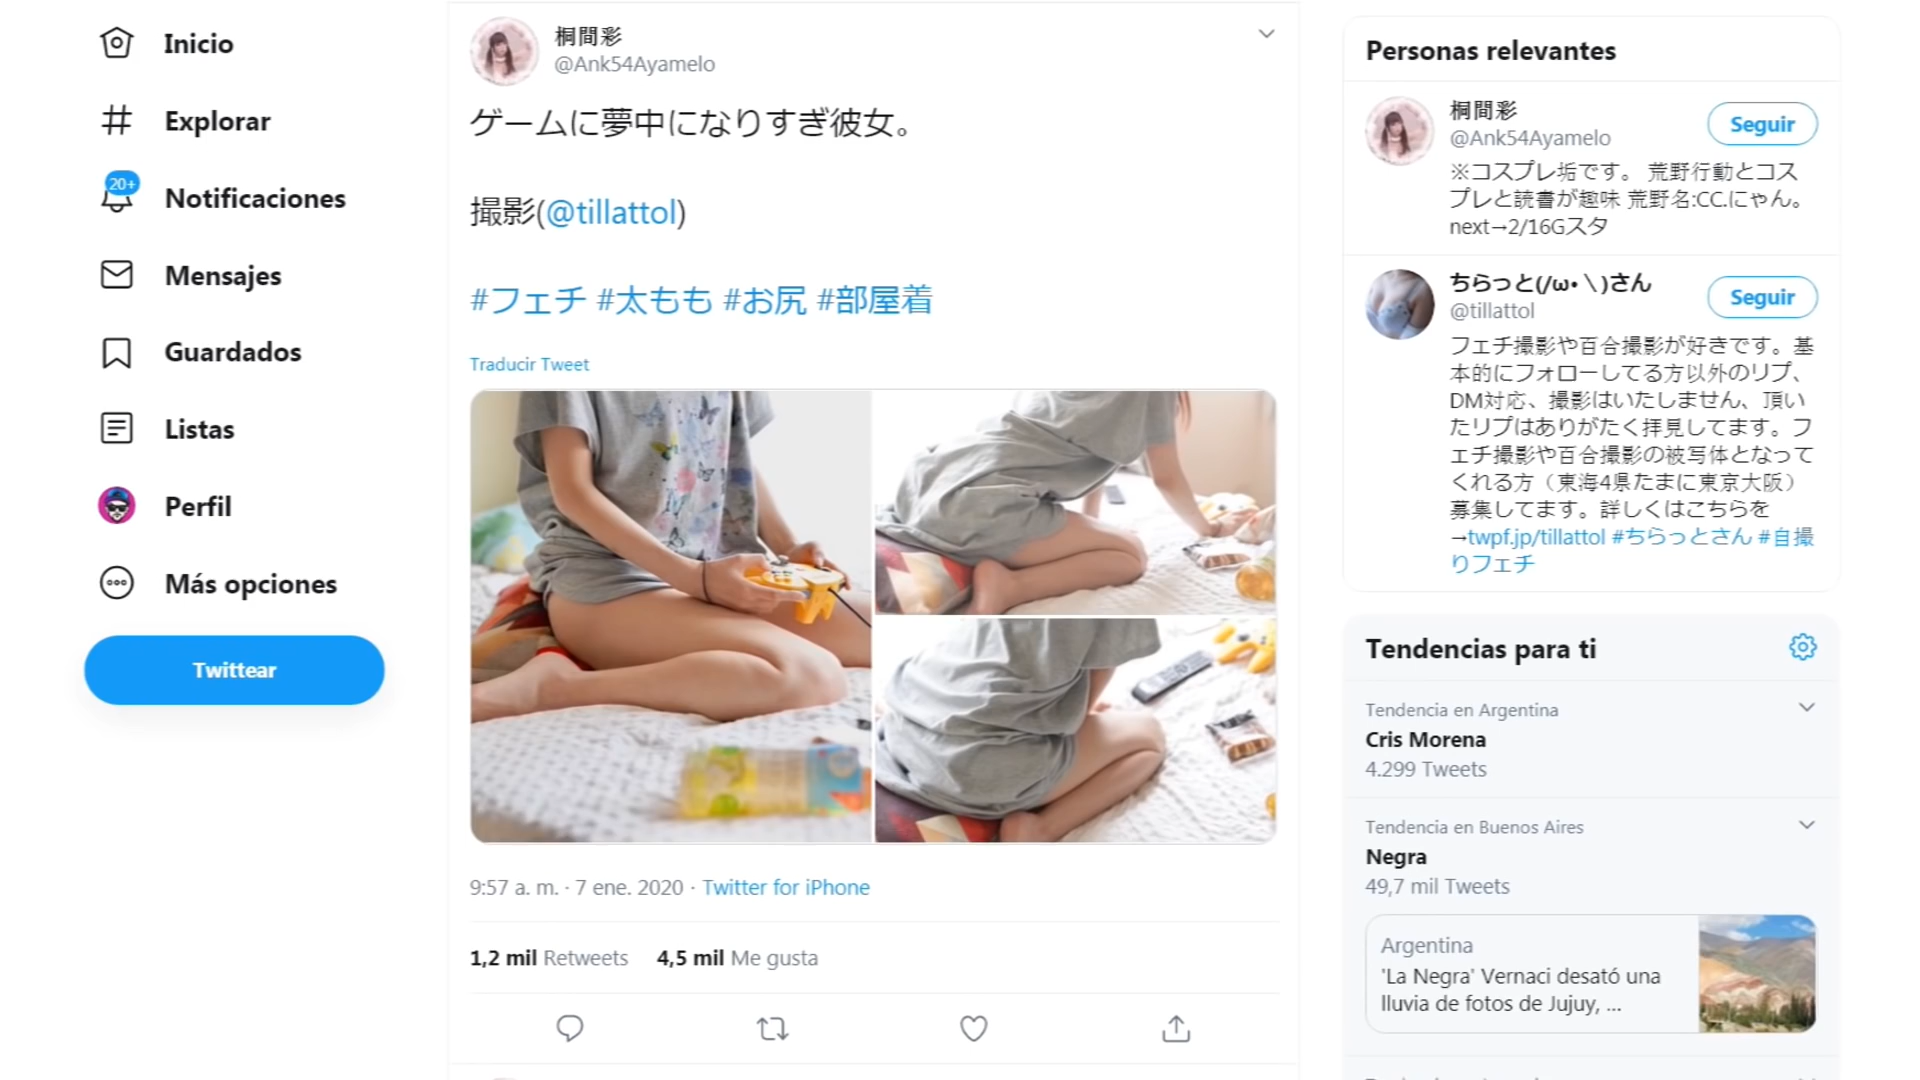 Inicio
Explorar
20+
Notificaciones
Mensajes
Guardados
Listas
Perfil
Más opciones
Twittear
桐間彩
@Ank54Ayamelo
ゲームに夢中になりすぎ彼女。
撮影(@tillattol)
#フェチ #太もも #お尻 #部屋着
Traducir Tweet
9:57 a. m. · 7 ene. 2020 · Twitter for iPhone
1,2 mil Retweets 4,5 mil Me gusta
Personas relevantes
桐間彩
@Ank54Ayamelo
Seguir
※コスプレ垢です。 荒野行動とコス
プレと読書が趣味 荒野名:CC.にゃん。
next→2/16Gスタ
ちらっと(/ω•\)さん
@tillattol
Seguir
フェチ撮影や百合撮影が好きです。基
本的にフォローしてる方以外のリプ、
DM対応、撮影はいたしません、頂い
たリプはありがたく拝見してます。フ
ェチ撮影や百合撮影の被写体となって
くれる方（東海4県たまに東京大阪）
募集してます。詳しくはこちらを
→twpf.jp/tillattol #ちらっとさん #自撮
りフェチ
Tendencias para ti
Tendencia en Argentina
Cris Morena
4.299 Tweets
Tendencia en Buenos Aires
Negra
49,7 mil Tweets
Argentina
'La Negra' Vernaci desató una
lluvia de fotos de Jujuy, ...